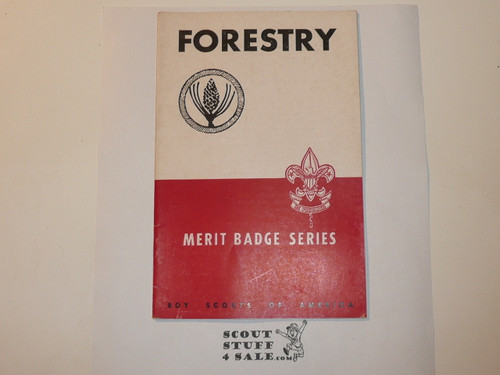 FORESTRY
MERIT BADGE SERIES
BOY SCOUTS OF AMERICA
SCOUT
STUFF
4 SALE.COM